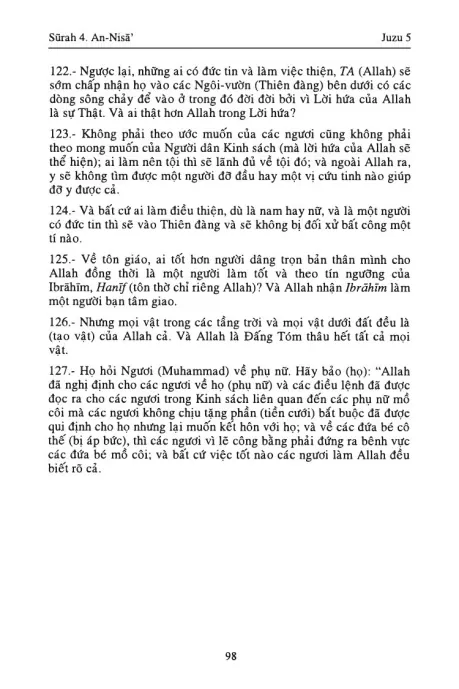 Sūrah 4. An-Nisā’ Juzu 5
122.- Ngược lại, những ai có đức tin và làm việc thiện, TA (Allah) sẽ
sớm chấp nhận họ vào các Ngôi-vườn (Thiên đàng) bên dưới có các
dòng sông chảy để vào ở trong đó đời đời bởi vì Lời hứa của Allah
là sự Thật. Và ai thật hơn Allah trong Lời hứa?
123.- Không phải theo ước muốn của các ngươi cũng không phải
theo mong muốn của Người dân Kinh sách (mà lời hứa của Allah sẽ
thể hiện); ai làm nên tội thì sẽ lãnh đủ về tội đó; và ngoài Allah ra,
y sẽ không tìm được một người đỡ đầu hay một vị cứu tinh nào giúp
đỡ y được cả.
124.- Và bất cứ ai làm điều thiện, dù là nam hay nữ, và là một người
có đức tin thì sẽ vào Thiên đàng và sẽ không bị đối xử bất công một
tí nào.
125.- Về tôn giáo, ai tốt hơn người dâng trọn bản thân mình cho
Allah đồng thời là một người làm tốt và theo tín ngưỡng của
Ibrāhīm, Hanīf (tôn thờ chỉ riêng Allah)? Và Allah nhận Ibrāhīm làm
một người bạn tâm giao.
126.- Nhưng mọi vật trong các tầng trời và mọi vật dưới đất đều là
(tạo vật) của Allah cả. Và Allah là Đấng Tóm thâu hết tất cả mọi
vật.
127.- Họ hỏi Ngươi (Muhammad) về phụ nữ. Hãy bảo (họ): “Allah
đã nghị định cho các ngươi về họ (phụ nữ) và các điều lệnh đã được
đọc ra cho các ngươi trong Kinh sách liên quan đến các phụ nữ mồ
côi mà các ngươi không chịu tặng phần (tiền cưới) bắt buộc đã được
qui định cho họ nhưng lại muốn kết hôn với họ; và về các đứa bé cô
thế (bị áp bức), thì các ngươi vì lẽ công bằng phải đứng ra bênh vực
các đứa bé mồ côi; và bất cứ việc tốt nào các ngươi làm Allah đều
biết rõ cả.
98